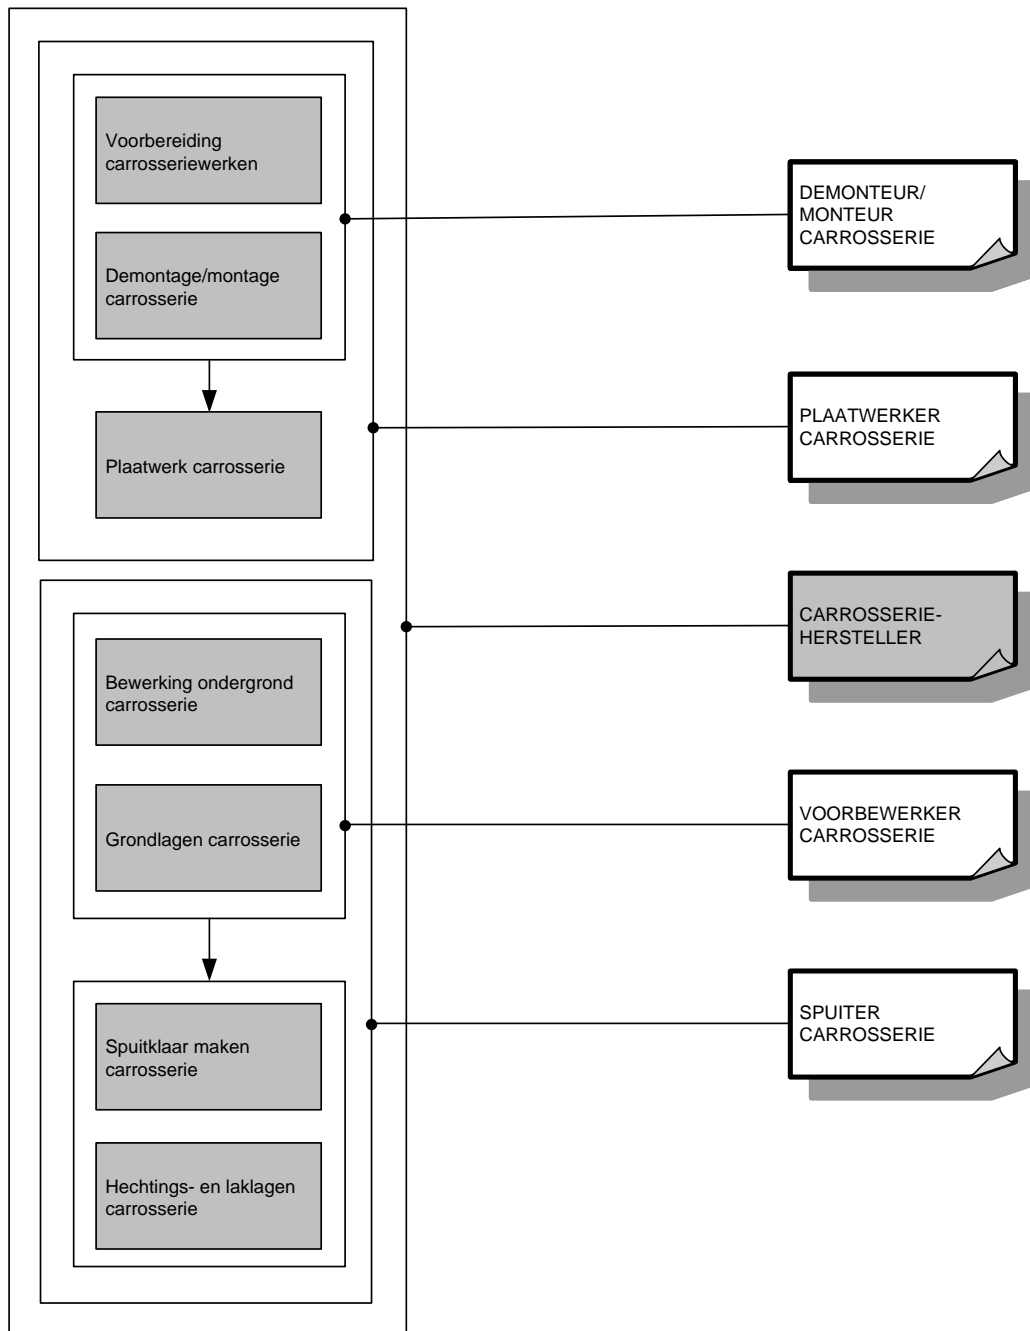 Voorbereiding
carrosseriewerken
Demontage/montage
carrosserie
Plaatwerk carrosserie
Bewerking ondergrond
carrosserie
Grondlagen carrosserie
Spuitklaar maken
carrosserie
Hechtings- en laklagen
carrosserie
DEMONTEUR/
MONTEUR
CARROSSERIE
PLAATWERKER
CARROSSERIE
CARROSSERIE-
HERSTELLER
VOORBEWERKER
CARROSSERIE
SPUITER
CARROSSERIE